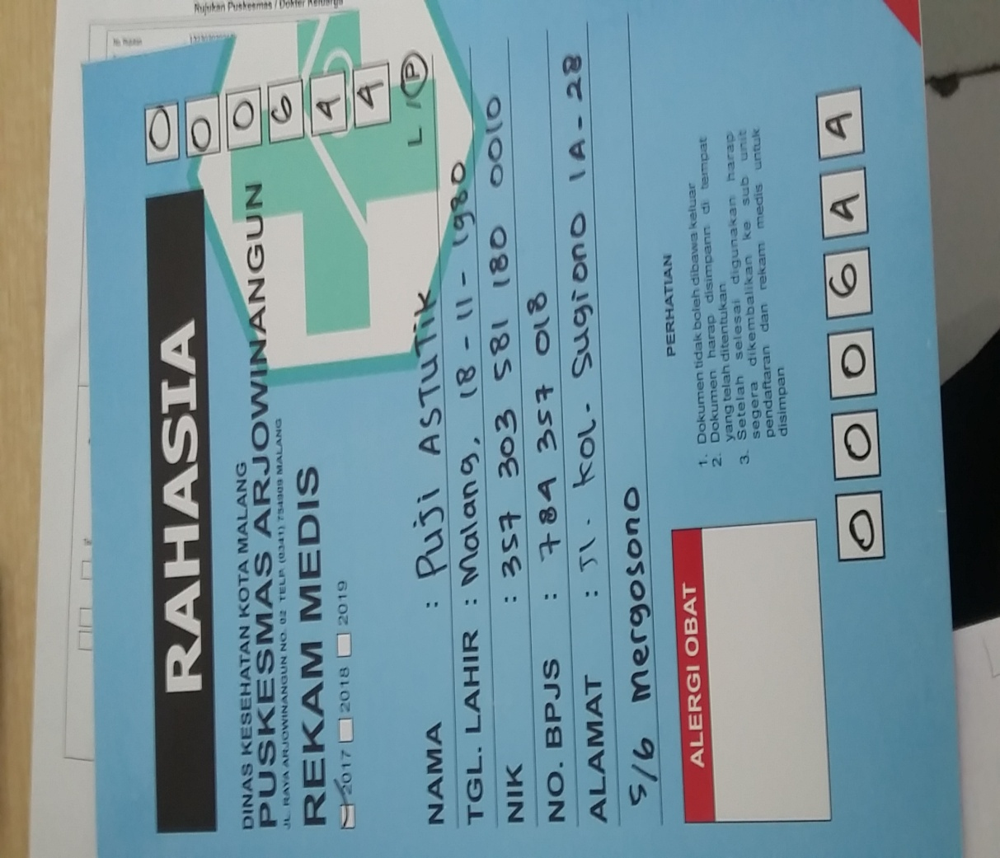 Rujukan Puskesmas / Dokter Keluarga
RAHASIA
0 0 0 6 4 4
DINAS KESEHATAN KOTA MALANG
PUSKESMAS ARJOWINANGUN
JL. RAYA ARJOWINANGUN NO. 02 TELP. (0341) 754909 MALANG
REKAM MEDIS
2017 2018 2019
L / P
NAMA : Puji ASTUTik
TGL. LAHIR : Malang, 18 - 11 - 1980
NIK : 357 303 581 180 0010
NO. BPJS : 784 357 018
ALAMAT : Jl. KOL. Sugiono 1A - 28
5/6 Mergosono
ALERGI OBAT
PERHATIAN
1. Dokumen tidak boleh dibawa keluar
2. Dokumen harap disimpann di tempat
yang telah ditentukan
3. Setelah selesai digunakan harap
segera dikembalikan ke sub unit
pendaftaran dan rekam medis untuk
disimpan
0 0 0 6 4 4